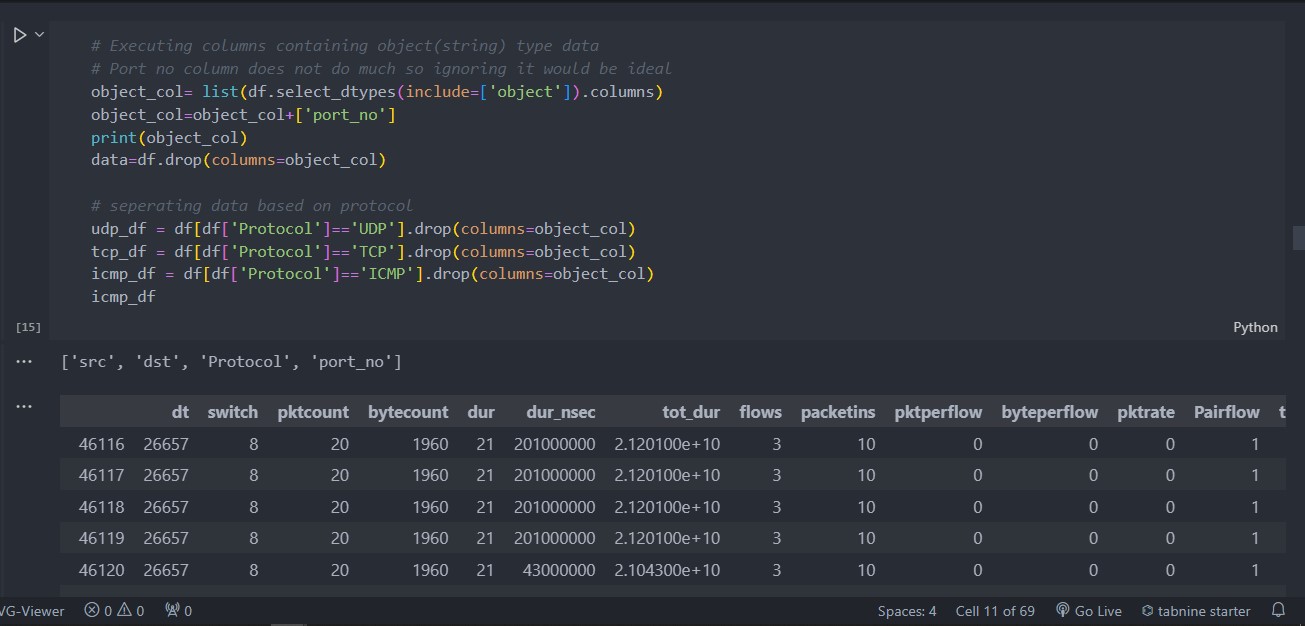 # Executing columns containing object(string) type data
# Port no column does not do much so ignoring it would be ideal
object_col= list(df.select_dtypes(include=['object']).columns)
object_col=object_col+['port_no']
print(object_col)
data=df.drop(columns=object_col)
# seperating data based on protocol
udp_df = df[df['Protocol']=='UDP'].drop(columns=object_col)
tcp_df = df[df['Protocol']=='TCP'].drop(columns=object_col)
icmp_df = df[df['Protocol']=='ICMP'].drop(columns=object_col)
icmp_df
[15] Python
['src', 'dst', 'Protocol', 'port_no']
dt switch pktcount bytecount dur dur_nsec tot_dur flows packetins pktperflow byteperflow pktrate Pairflow t
46116 26657 8 20 1960 21 201000000 2.120100e+10 3 10 0 0 0 1
46117 26657 8 20 1960 21 201000000 2.120100e+10 3 10 0 0 0 1
46118 26657 8 20 1960 21 201000000 2.120100e+10 3 10 0 0 0 1
46119 26657 8 20 1960 21 201000000 2.120100e+10 3 10 0 0 0 1
46120 26657 8 20 1960 21 43000000 2.104300e+10 3 10 0 0 0 1
VG-Viewer 0 0 0 Spaces: 4 Cell 11 of 69 Go Live tabnine starter